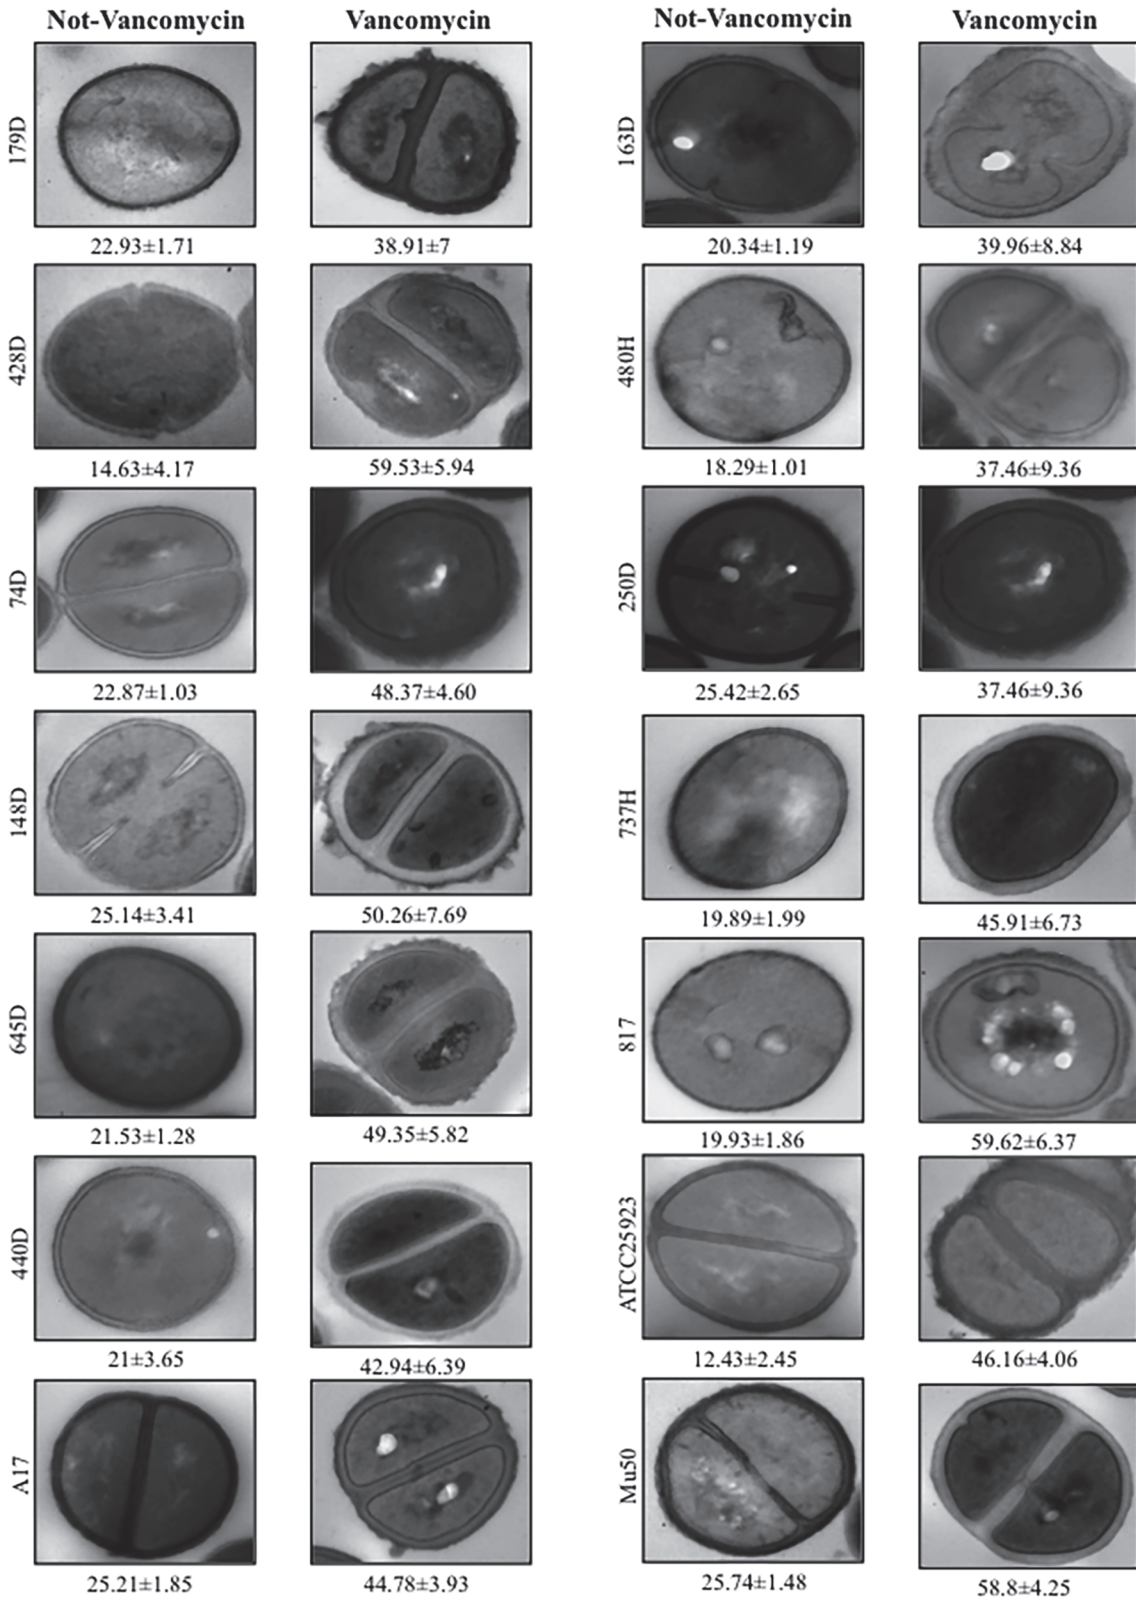 Not-Vancomycin Vancomycin Not-Vancomycin Vancomycin
179D 163D
22.93±1.71 38.91±7 20.34±1.19 39.96±8.84
428D 480H
14.63±4.17 59.53±5.94 18.29±1.01 37.46±9.36
74D 250D
22.87±1.03 48.37±4.60 25.42±2.65 37.46±9.36
148D 737H
25.14±3.41 50.26±7.69 19.89±1.99 45.91±6.73
645D 817
21.53±1.28 49.35±5.82 19.93±1.86 59.62±6.37
440D ATCC25923
21±3.65 42.94±6.39 12.43±2.45 46.16±4.06
A17 Mu50
25.21±1.85 44.78±3.93 25.74±1.48 58.8±4.25